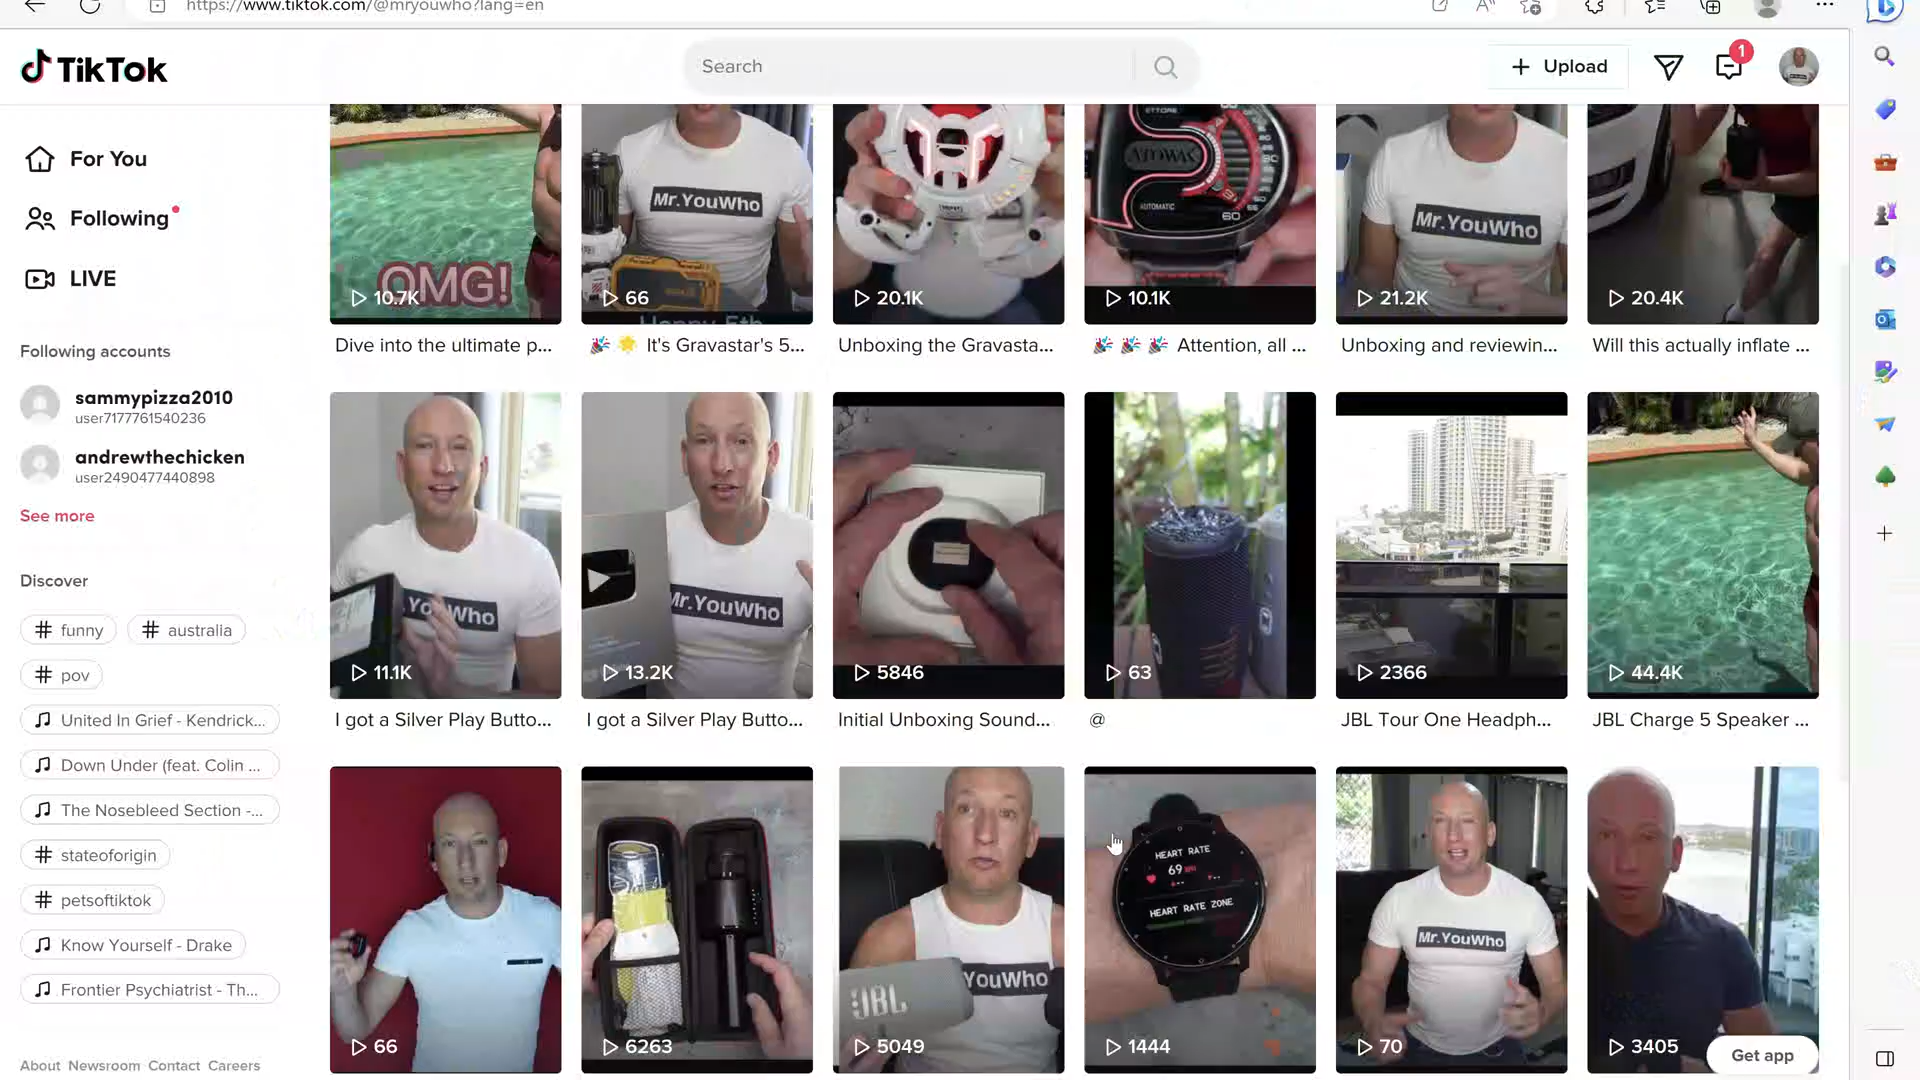 https://www.tiktok.com/@mryouwho?lang=en
TikTok
Search
Upload
1
For You
Following
LIVE
Following accounts
sammypizza2010
user7177761540236
andrewthechicken
user2490477440898
See more
Discover
# funny
# australia
# pov
United In Grief - Kendrick...
Down Under (feat. Colin ...
The Nosebleed Section -...
# stateoforigin
# petsoftiktok
Know Yourself - Drake
Frontier Psychiatrist - Th...
About Newsroom Contact Careers
OMG!
10.7K
Dive into the ultimate p...
Mr.YouWho
66
It's Gravastar's 5...
20.1K
Unboxing the Gravasta...
ATOWAK
AUTOMATIC
60
10.1K
Attention, all ...
Mr.YouWho
21.2K
Unboxing and reviewin...
20.4K
Will this actually inflate ...
11.1K
I got a Silver Play Butto...
Mr.YouWho
13.2K
I got a Silver Play Butto...
5846
Initial Unboxing Sound...
63
@
2366
JBL Tour One Headph...
44.4K
JBL Charge 5 Speaker ...
66
6263
YouWho
JBL
5049
HEART RATE
69
HEART RATE ZONE
1444
Mr.YouWho
70
3405
Get app